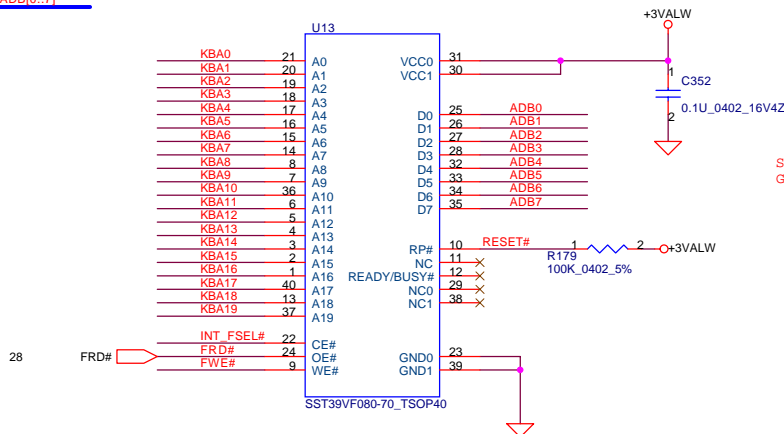 ADB[0..7]
U13
+3VALW
KBA0 21 A0 VCC0 31
KBA1 20 A1 VCC1 30
KBA2 19 A2
KBA3 18 A3
KBA4 17 A4 D0 25 ADB0
KBA5 16 A5 D1 26 ADB1
KBA6 15 A6 D2 27 ADB2
KBA7 14 A7 D3 28 ADB3
KBA8 8 A8 D4 32 ADB4
KBA9 7 A9 D5 33 ADB5
KBA10 36 A10 D6 34 ADB6
KBA11 6 A11 D7 35 ADB7
KBA12 5 A12
KBA13 4 A13
KBA14 3 A14 RP# 10 RESET# 1 2 +3VALW
KBA15 2 A15 NC 11 R179
KBA16 1 A16 READY/BUSY# 12 100K_0402_5%
KBA17 40 A17 NC0 29
KBA18 13 A18 NC1 38
KBA19 37 A19
1
C352
0.1U_0402_16V4Z
2
S
G
INT_FSEL# 22 CE# GND0 23
28 FRD# FRD# 24 OE# GND1 39
FWE# 9 WE#
SST39VF080-70_TSOP40